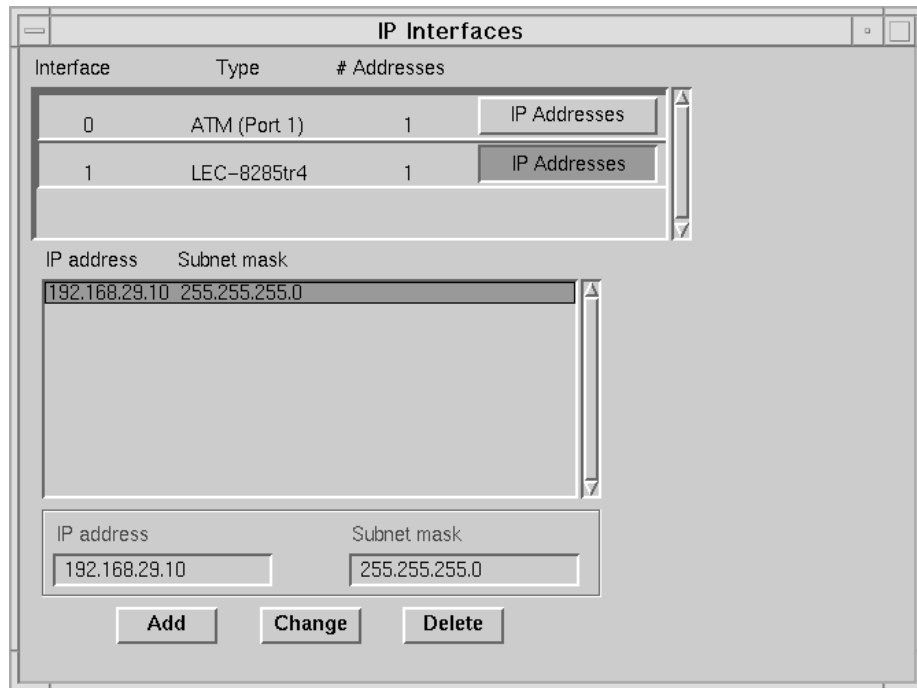 IP Interfaces
Interface Type # Addresses
0 ATM (Port 1) 1 IP Addresses
1 LEC-8285tr4 1 IP Addresses
IP address Subnet mask
192.168.29.10 255.255.255.0
IP address Subnet mask
192.168.29.10 255.255.255.0
Add Change Delete